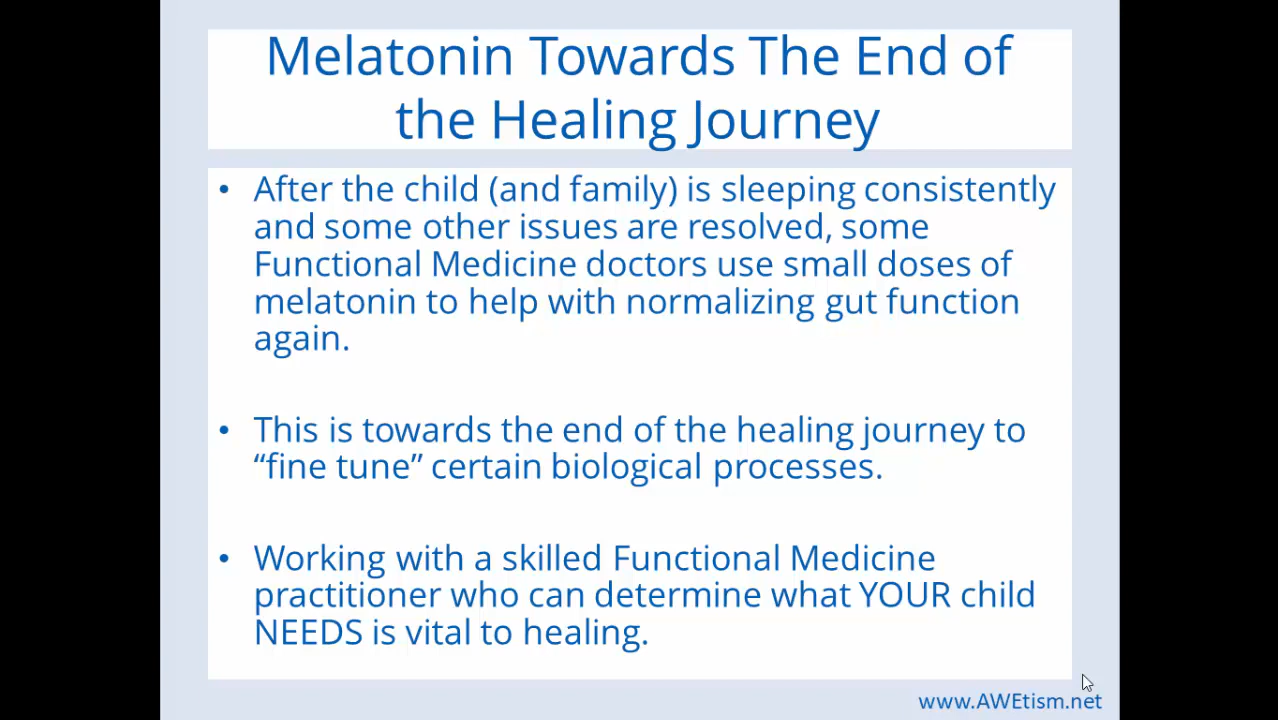 Melatonin Towards The End of
the Healing Journey
• After the child (and family) is sleeping consistently
and some other issues are resolved, some
Functional Medicine doctors use small doses of
melatonin to help with normalizing gut function
again.
• This is towards the end of the healing journey to
“fine tune” certain biological processes.
• Working with a skilled Functional Medicine
practitioner who can determine what YOUR child
NEEDS is vital to healing.
www.AWEtism.net